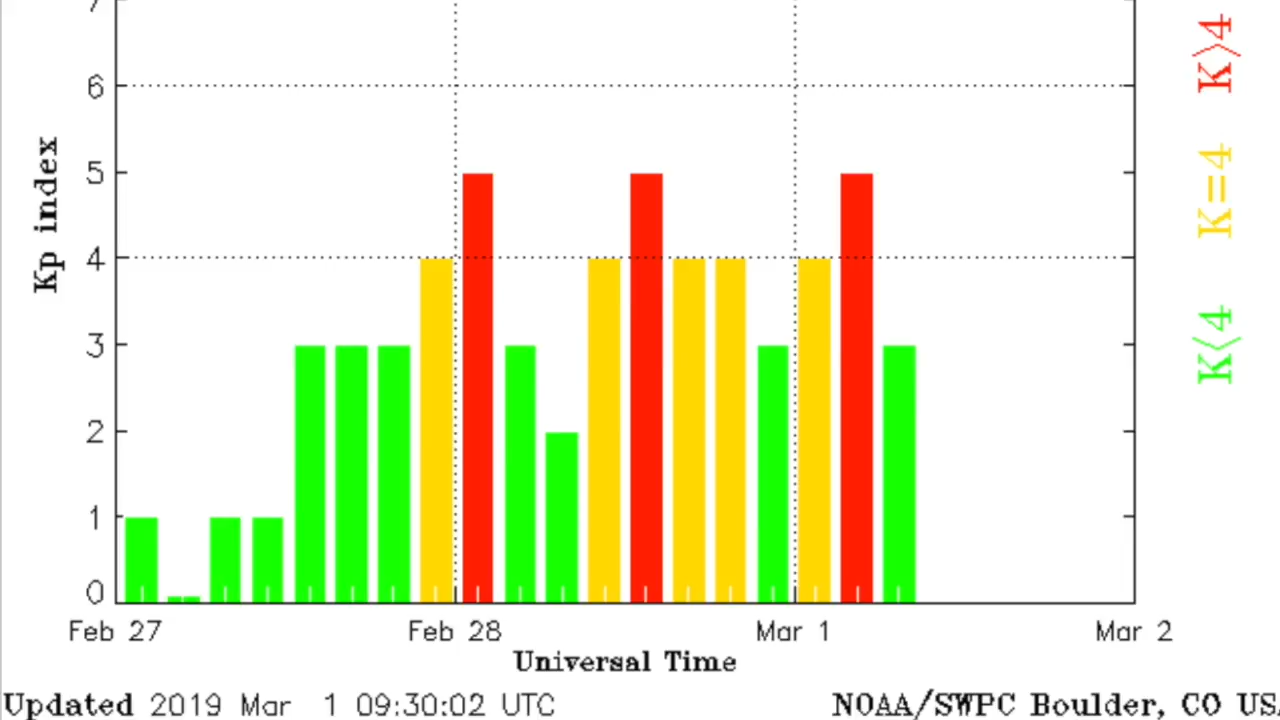 7
6
5
4
3
2
1
0
Kp index
Feb 27
Feb 28
Mar 1
Mar 2
Universal Time
Updated 2019 Mar 1 09:30:02 UTC
NOAA/SWPC Boulder, CO
K>4
K=4
K<4